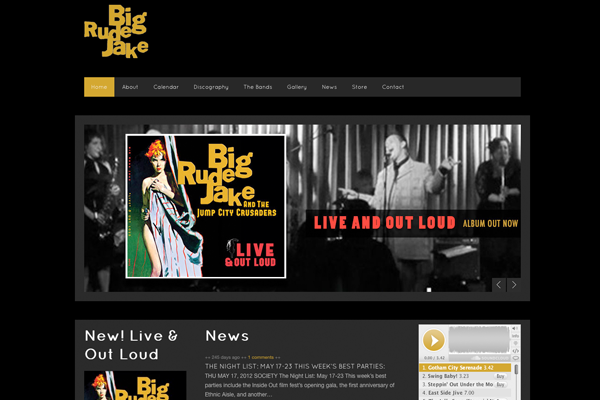 Big
Rude
Jake
Home About Calendar Discography The Bands Gallery News Store Contact
Big
Rude
Jake
AND THE
JUMP CITY CRUSADERS
LIVE
& OUT LOUD
LIVE AND OUT LOUD ALBUM OUT NOW
New! Live &
Out Loud
Big
Rude
News
<< 245 days ago << 1 comments <<
THE NIGHT LIST: MAY 17-23 THIS WEEK'S BEST PARTIES:
THU MAY 17, 2012 SOCIETY The Night List: May 17-23 This week's best
parties include the Inside Out film fest's opening gala, the first anniversary of
Ethnic Aisle, and another...
0.00 / 3.42
1. Gotham City Serenade 3.42
2. Swing Baby! 3.23 Buy
3. Steppin' Out Under the Mo Buy
4. East Side Jive 7.00 Buy